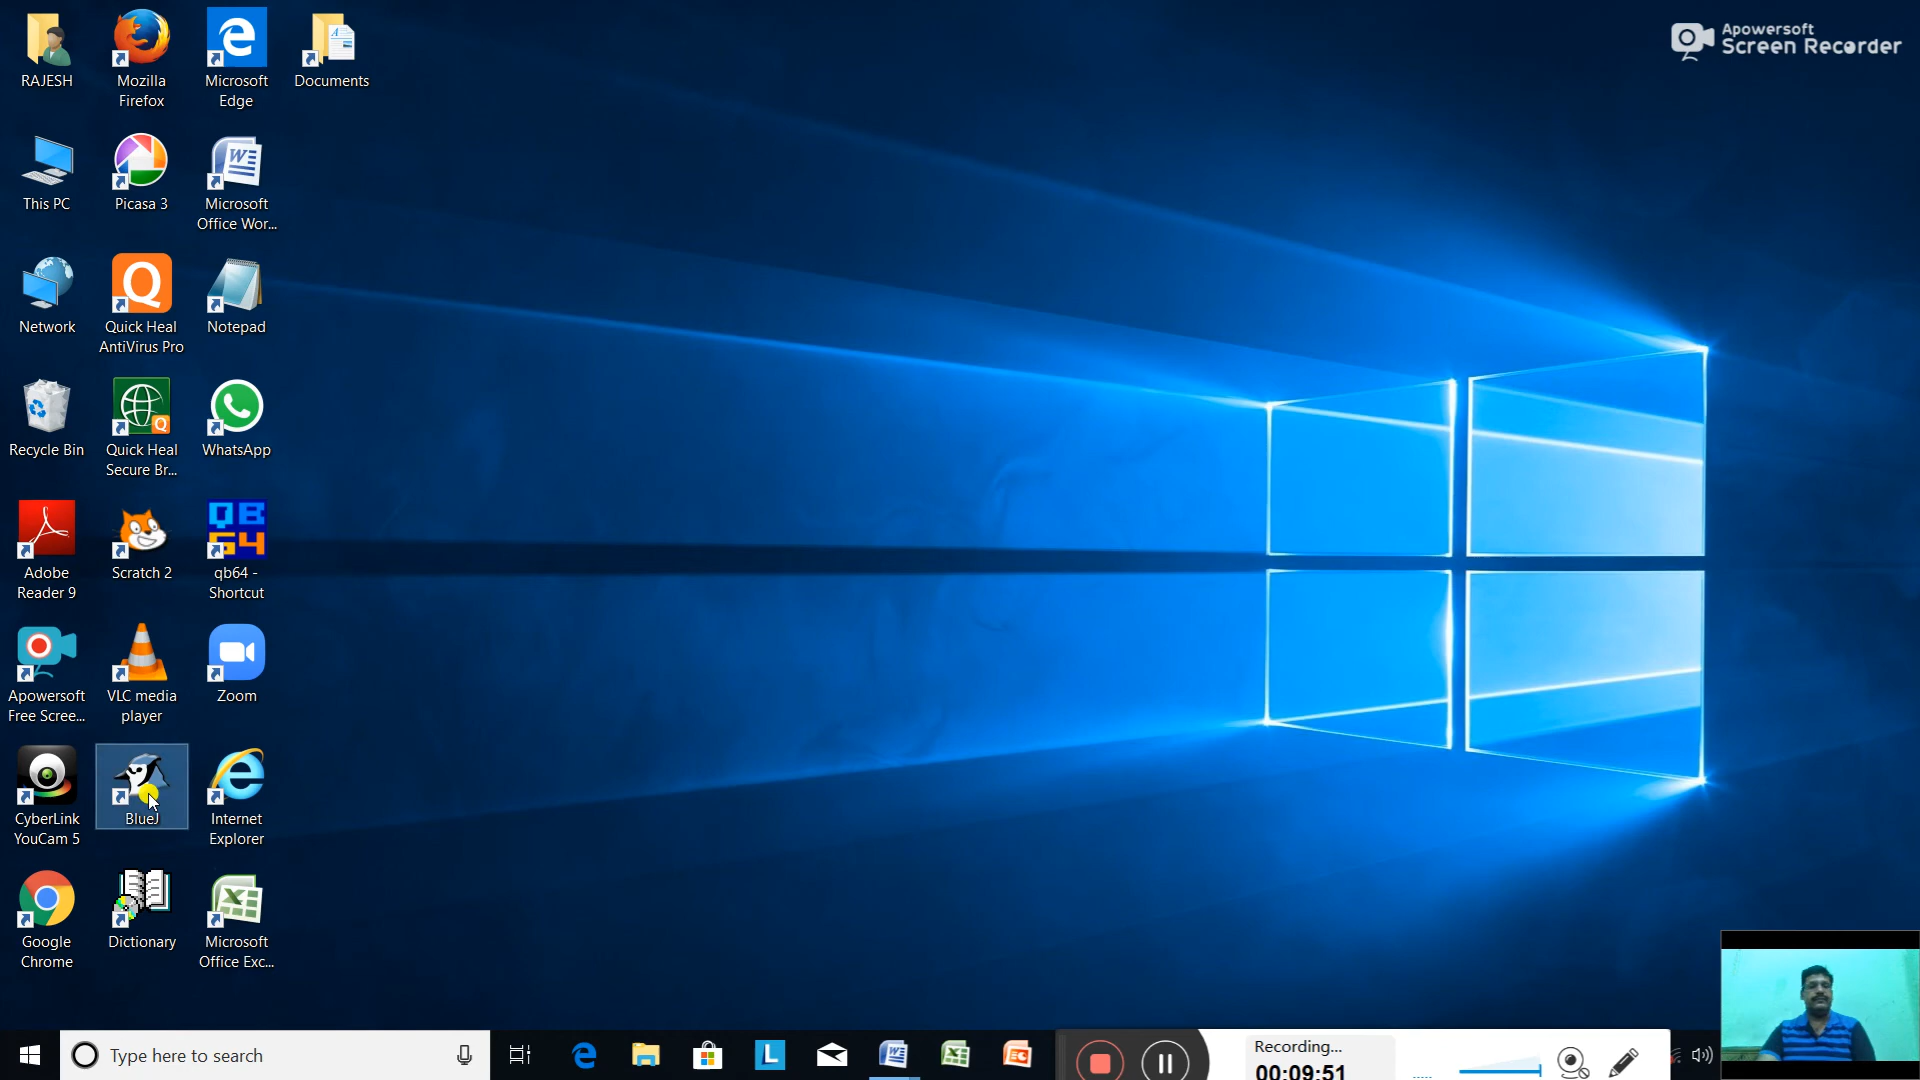 RAJESH
Mozilla
Firefox
Microsoft
Edge
Documents
Apowersoft
Screen Recorder
This PC
Picasa 3
Microsoft
Office Wor...
Network
Quick Heal
AntiVirus Pro
Notepad
Recycle Bin
Quick Heal
Secure Br...
WhatsApp
QB
64
Adobe
Reader 9
Scratch 2
qb64 -
Shortcut
Apowersoft
Free Scree...
VLC media
player
Zoom
CyberLink
YouCam 5
BlueJ
Internet
Explorer
Google
Chrome
Dictionary
Microsoft
Office Exc...
Type here to search
Recording...
00:09:51